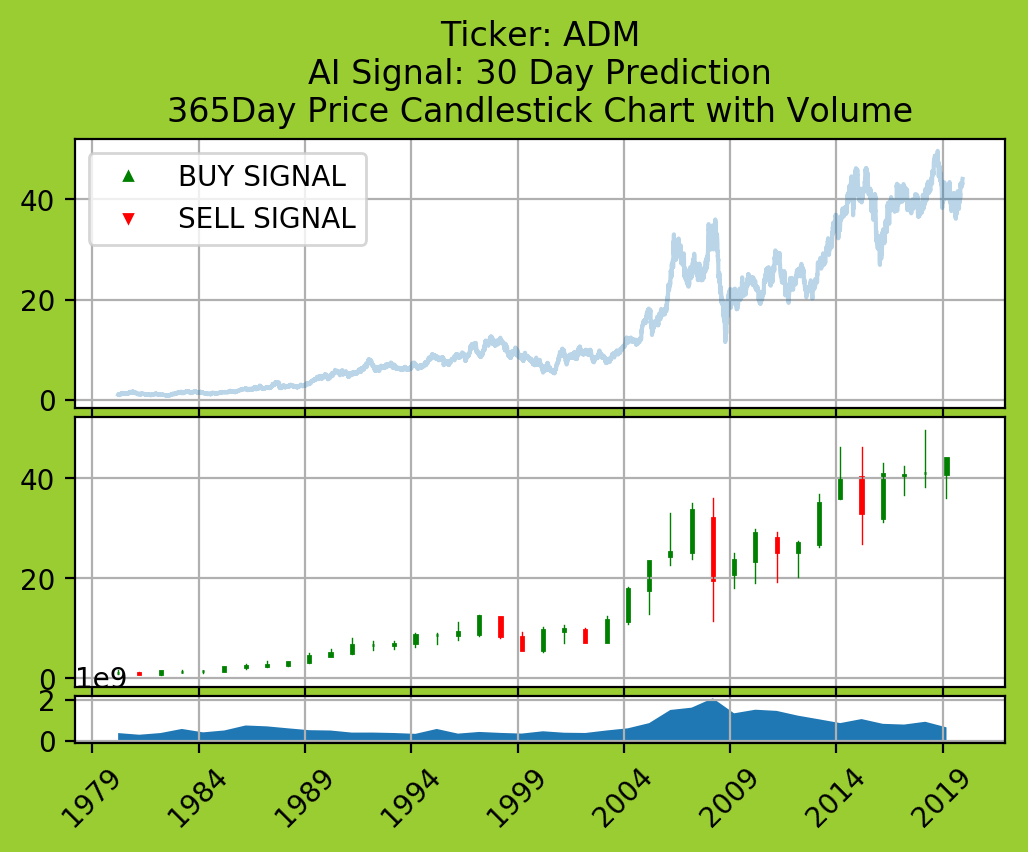 Ticker: ADM
AI Signal: 30 Day Prediction
365Day Price Candlestick Chart with Volume
BUY SIGNAL
SELL SIGNAL
40
20
0
40
20
0
1e9
2
0
1979
1984
1989
1994
1999
2004
2009
2014
2019